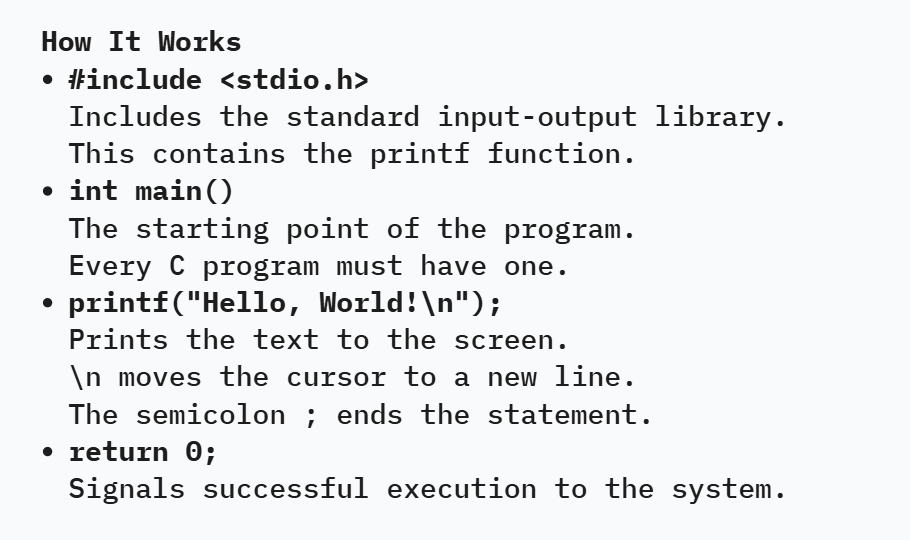 How It Works
• #include <stdio.h>
Includes the standard input-output library.
This contains the printf function.
• int main()
The starting point of the program.
Every C program must have one.
• printf("Hello, World!\n");
Prints the text to the screen.
\n moves the cursor to a new line.
The semicolon ; ends the statement.
• return 0;
Signals successful execution to the system.